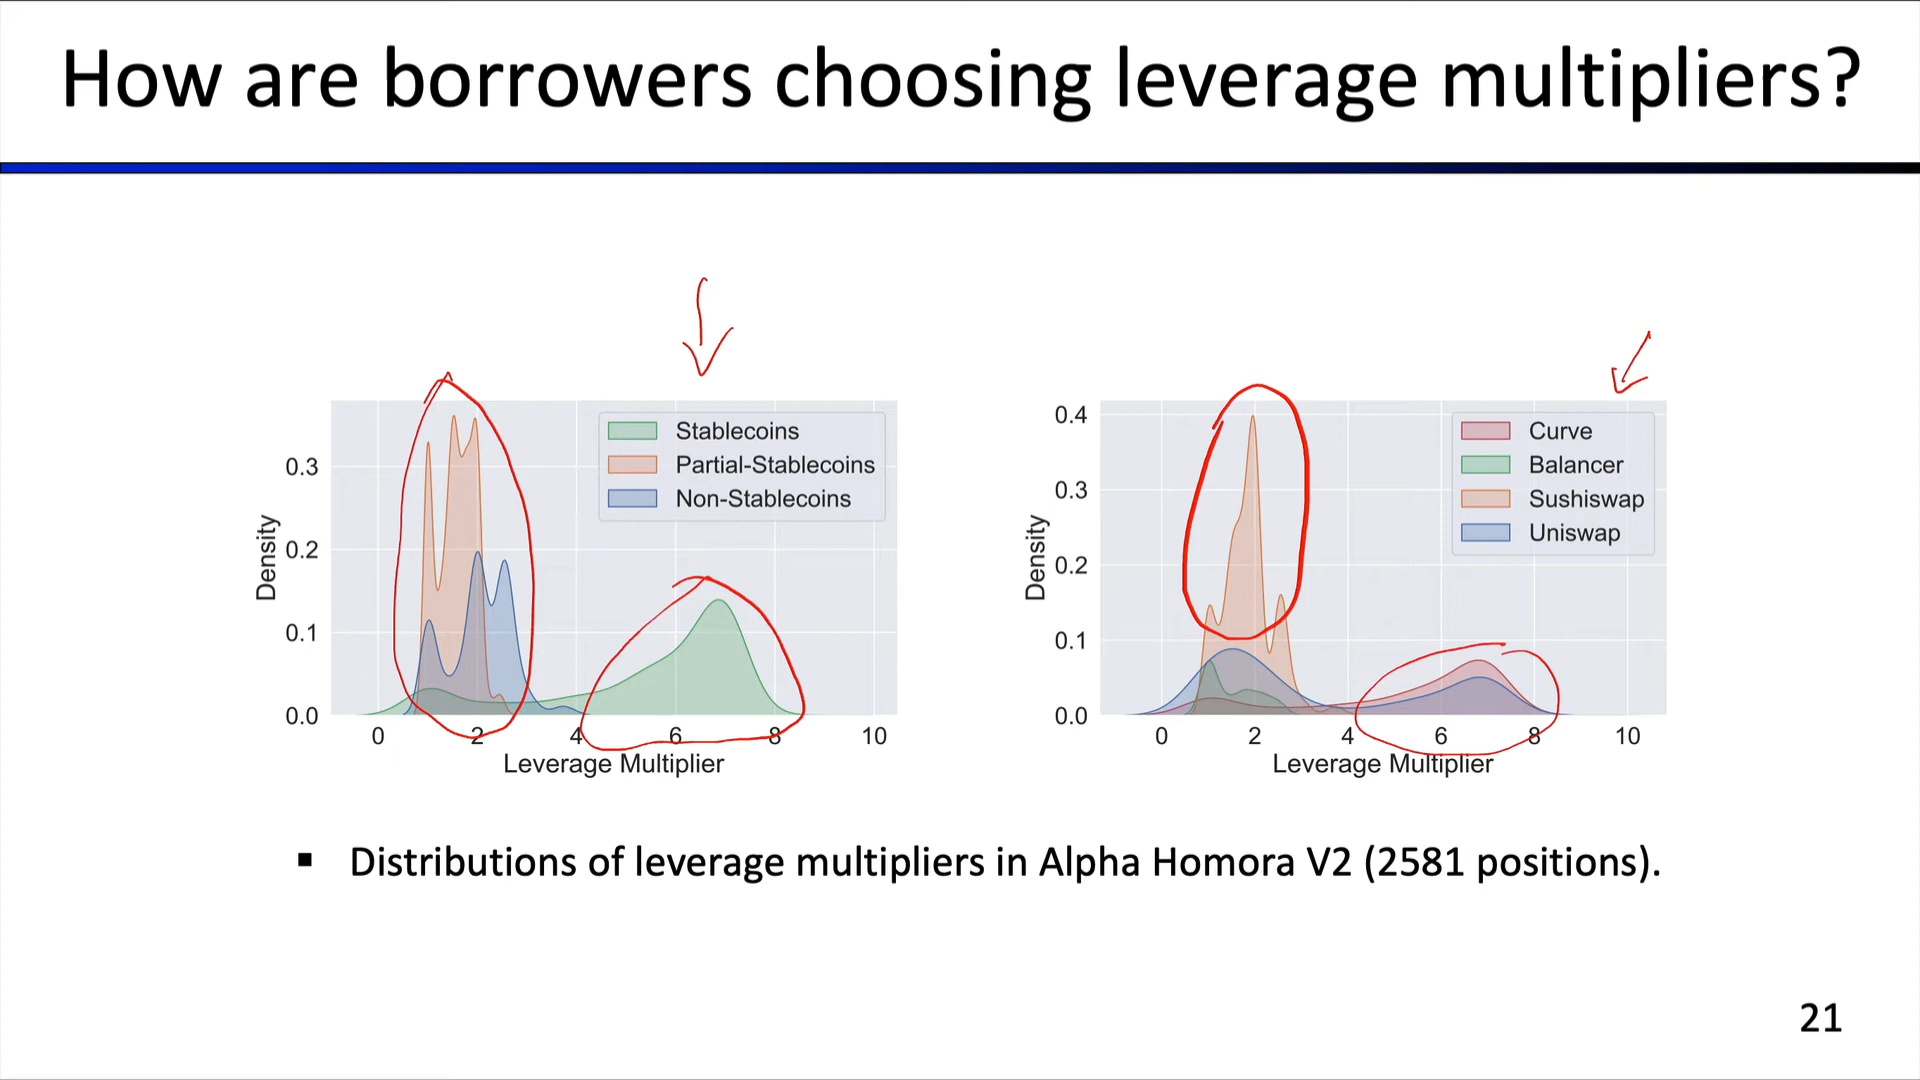 How are borrowers choosing leverage multipliers?
Stablecoins
Partial-Stablecoins
Non-Stablecoins
0.3
0.2
0.1
0.0
Density
0 2 4 6 8 10
Leverage Multiplier
Curve
Balancer
Sushiswap
Uniswap
0.4
0.3
0.2
0.1
0.0
Density
0 2 4 6 8 10
Leverage Multiplier
▪ Distributions of leverage multipliers in Alpha Homora V2 (2581 positions).
21